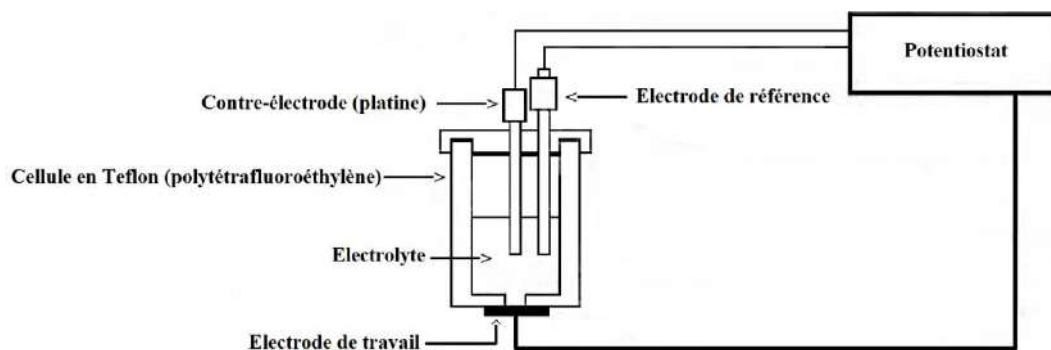 Potentiostat
Contre-électrode (platine)
Electrode de référence
Cellule en Teflon (polytétrafluoroéthylène)
Electrolyte
Electrode de travail